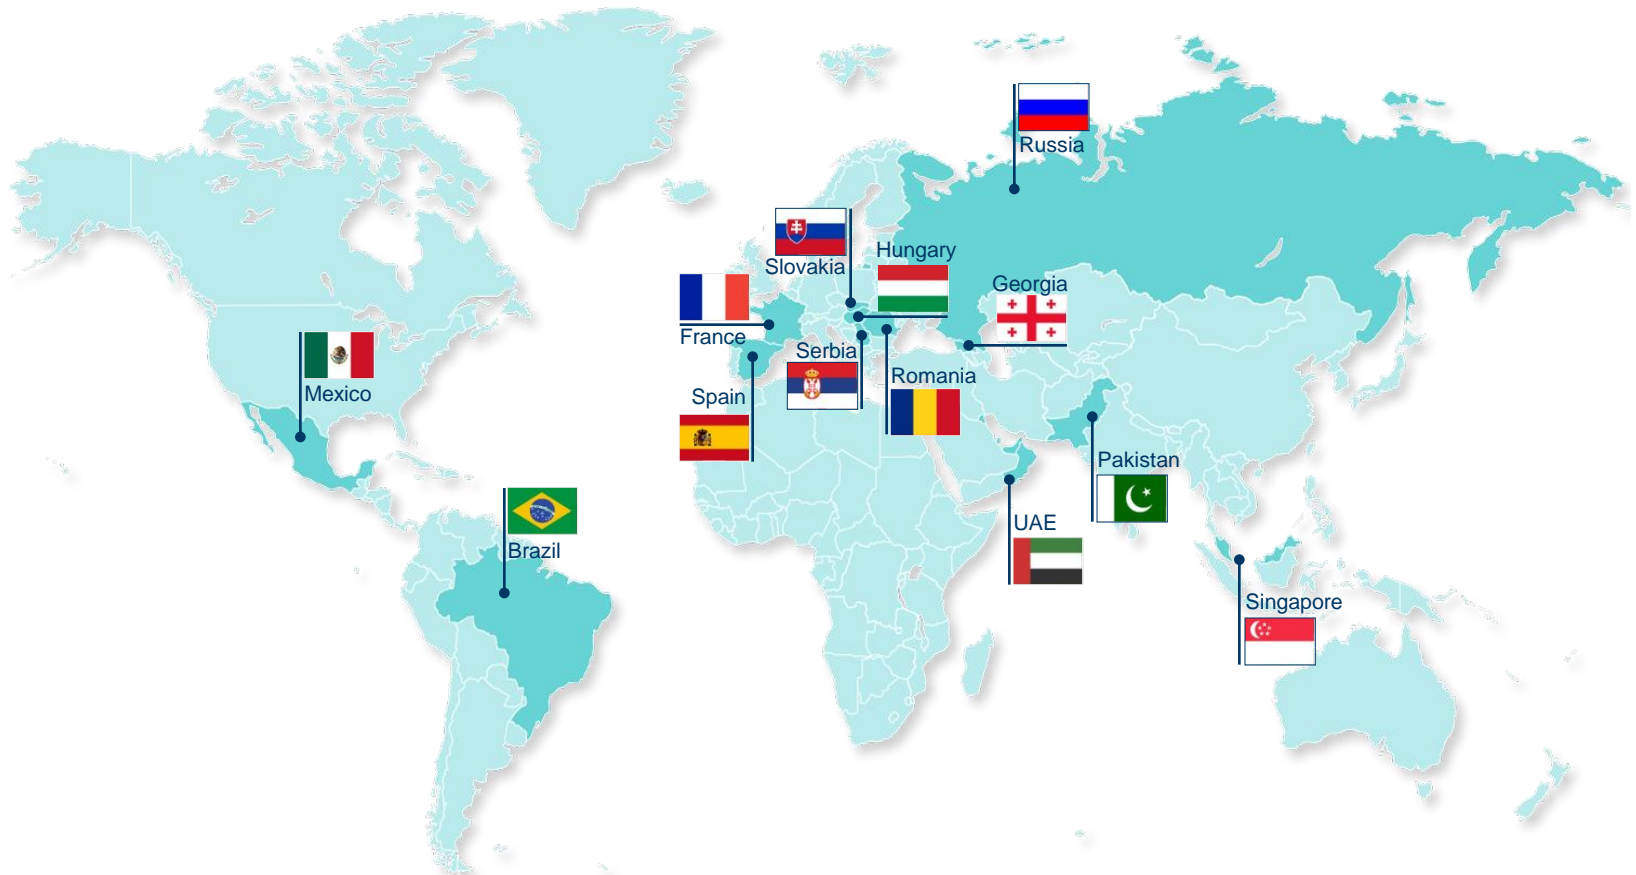 Russia
Hungary
Slovakia
Georgia
France
Serbia
Romania
Mexico
Spain
Pakistan
UAE
Brazil
Singapore